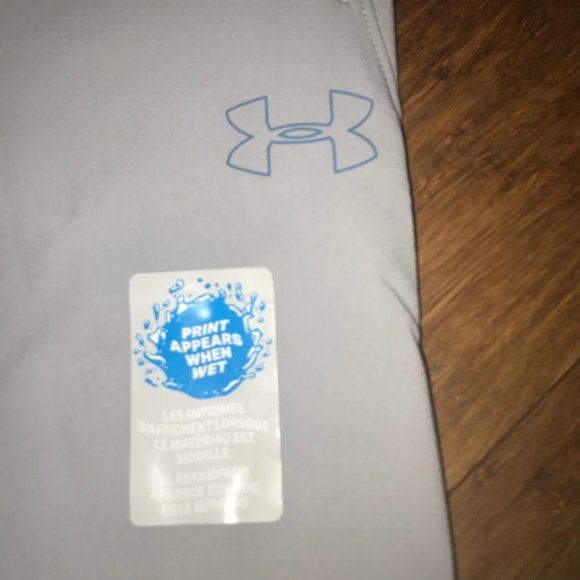 PRINT
APPEARS
WHEN
WET
LES IMPRIMÉS
S'AFFICHENT LORSQUE
LE MATÉRIAU EST
MOUILLÉ.
EL ESTAMPADO
APARECE CUANDO
ESTÁ HÚMEDO